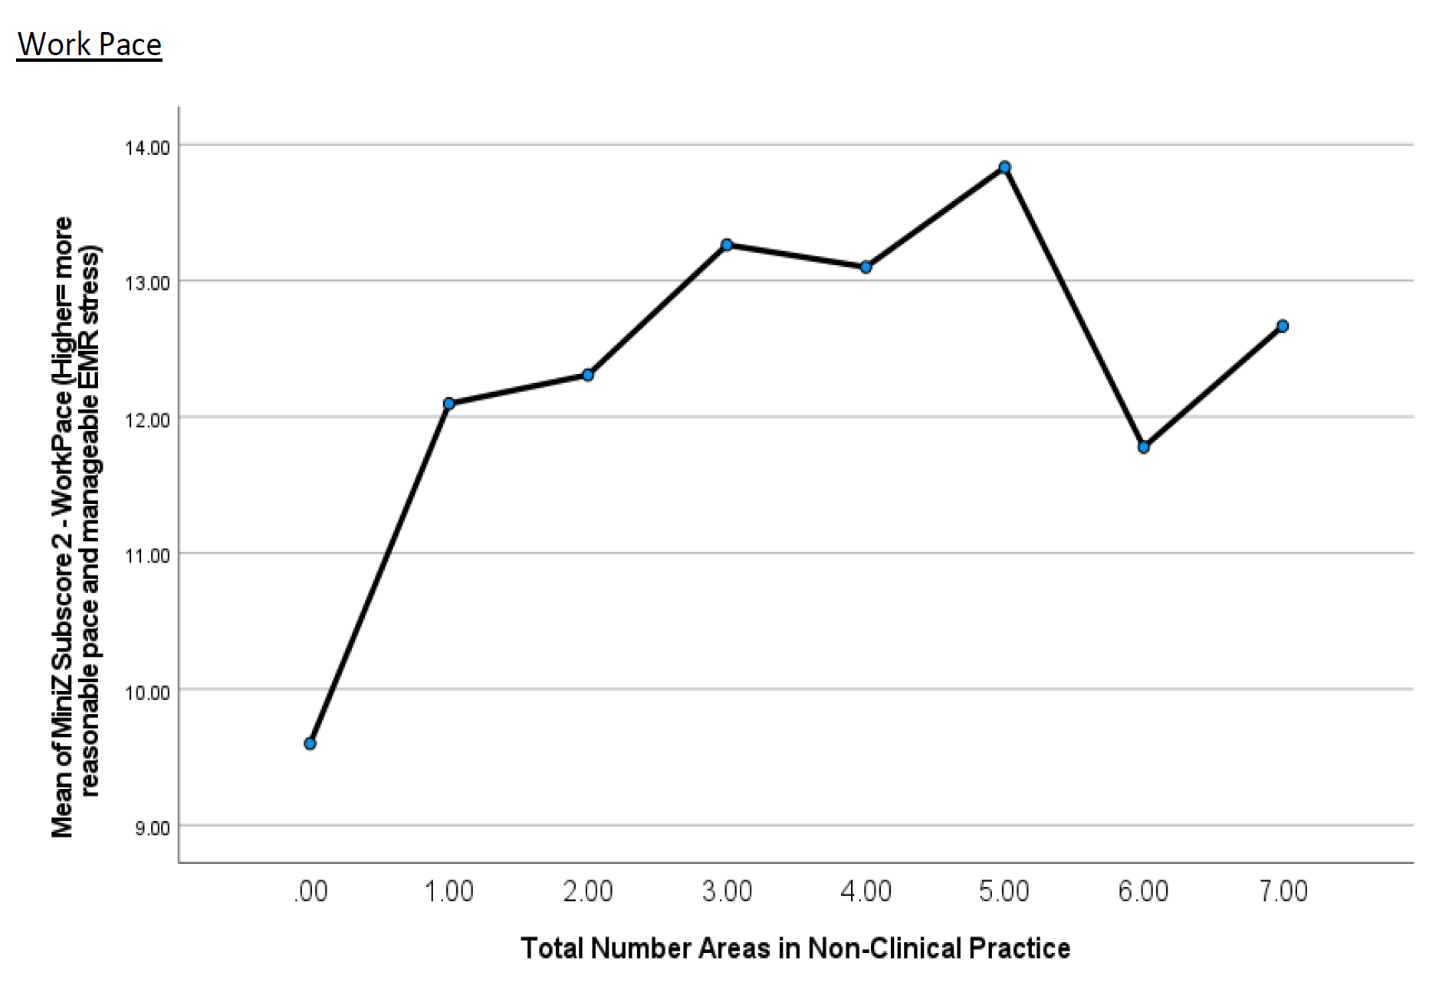 Work Pace
Mean of MiniZ Subscore 2 - WorkPace (Higher= more
reasonable pace and manageable EMR stress)
14.00
13.00
12.00
11.00
10.00
9.00
.00 1.00 2.00 3.00 4.00 5.00 6.00 7.00
Total Number Areas in Non-Clinical Practice